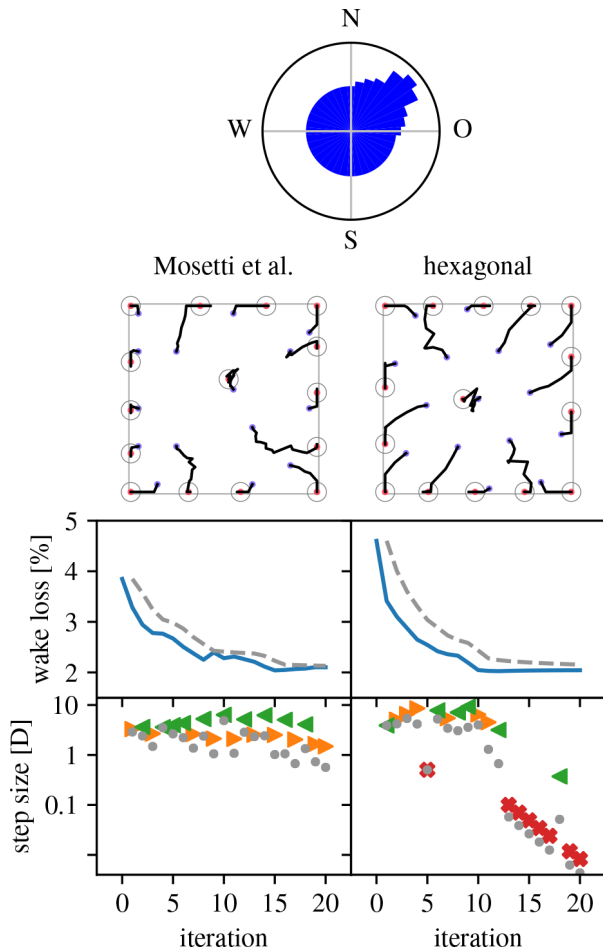 N
W O
S
Mosetti et al. hexagonal
5
4
3
2
wake loss [%]
10
1
0.1
step size [D]
0 5 10 15 20 0 5 10 15 20
iteration iteration